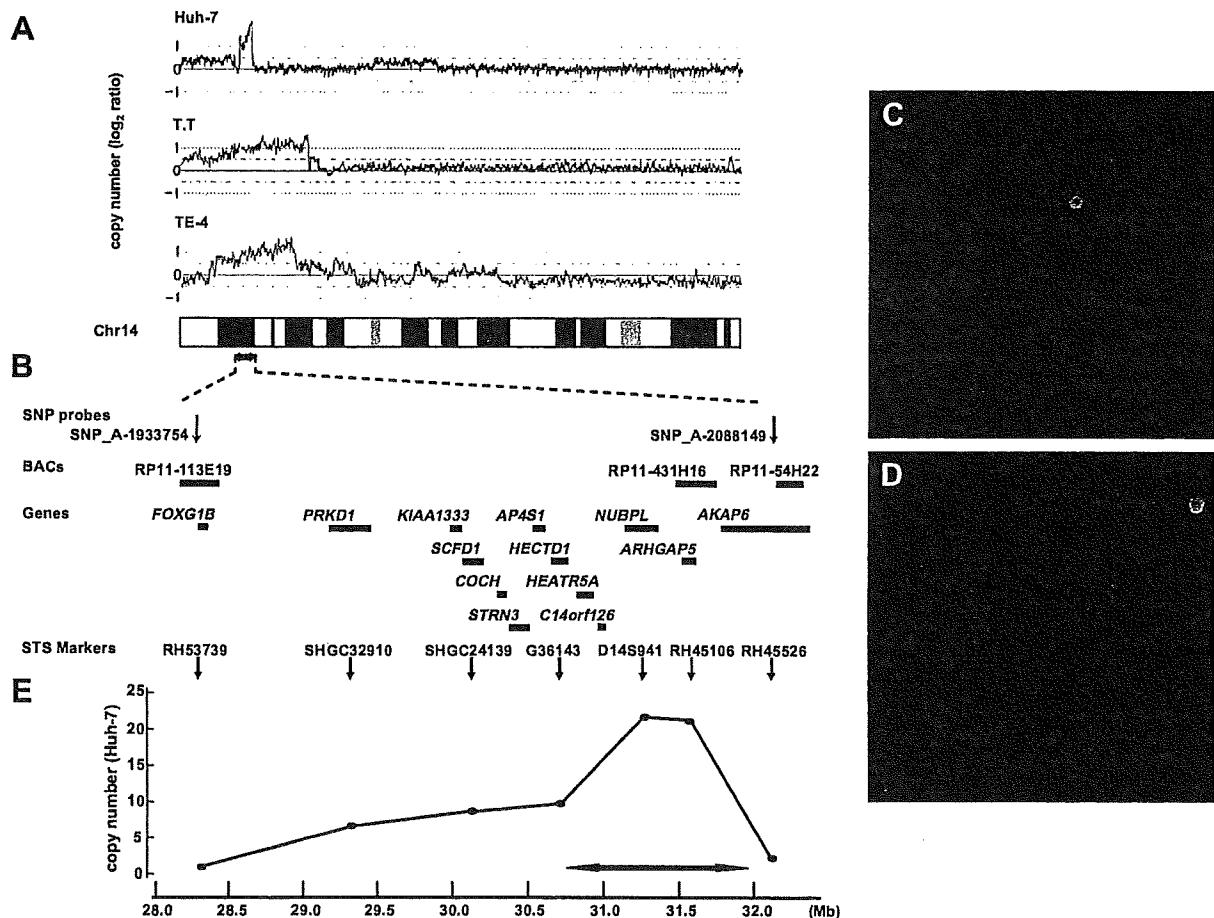 A
Huh-7
1
0
−1
T.T
1
0
−1
TE-4
1
0
−1
copy number (log2 ratio)
Chr14
B
SNP probes
SNP_A-1933754
SNP_A-2088149
BACs
RP11-113E19
RP11-431H16
RP11-54H22
Genes
FOXG1B
PRKD1
KIAA1333
AP4S1
NUBPL
AKAP6
SCFD1
HECTD1
ARHGAP5
COCH
HEATR5A
STRN3
C14orf126
STS Markers
RH53739
SHGC32910
SHGC24139
G36143
D14S941
RH45106
RH45526
E
copy number (Huh-7)
25
20
15
10
5
0
28.0
28.5
29.0
29.5
30.0
30.5
31.0
31.5
32.0
(Mb)
C
D